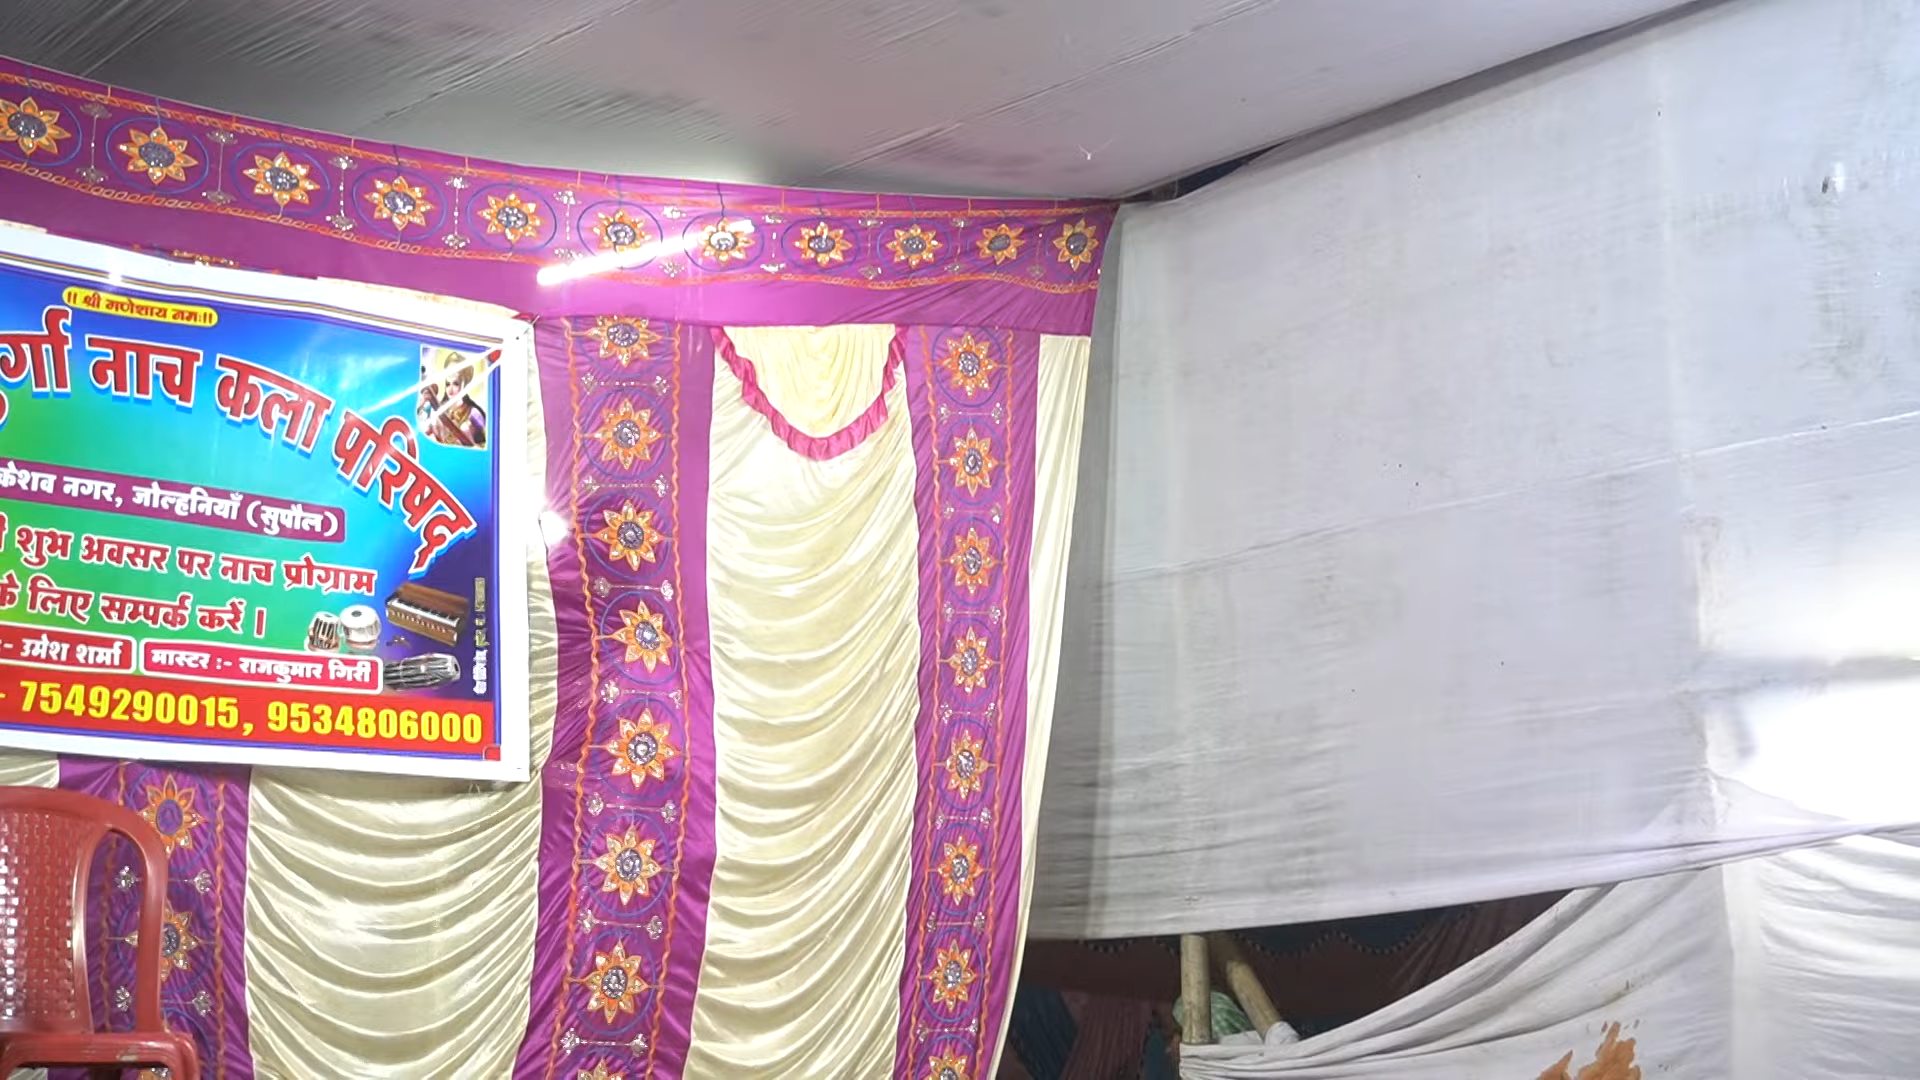 ॥ श्री गणेशाय नमः॥
र्गा नाच कला परिषद
केशव नगर, जोल्हनियाँ (सुपौल)
शुभ अवसर पर नाच प्रोग्राम
के लिए सम्पर्क करें ।
:- उमेश शर्मा मास्टर :- राजकुमार गिरी
- 7549290015, 9534806000